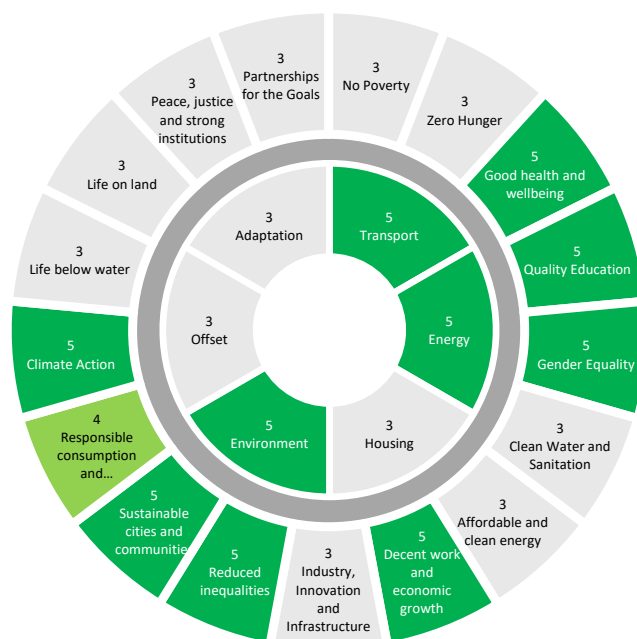 3
No Poverty
3
Zero Hunger
5
Good health and
wellbeing
5
Quality Education
5
Gender Equality
3
Clean Water and
Sanitation
3
Affordable and
clean energy
5
Decent work
and
economic
growth
3
Industry,
Innovation
and
Infrastructure
5
Reduced
inequalities
5
Sustainable
cities and
communities
4
Responsible
consumption
and...
5
Climate Action
3
Life below water
3
Life on land
3
Peace, justice
and strong
institutions
3
Partnerships
for the Goals
5
Transport
5
Energy
3
Housing
5
Environment
3
Offset
3
Adaptation